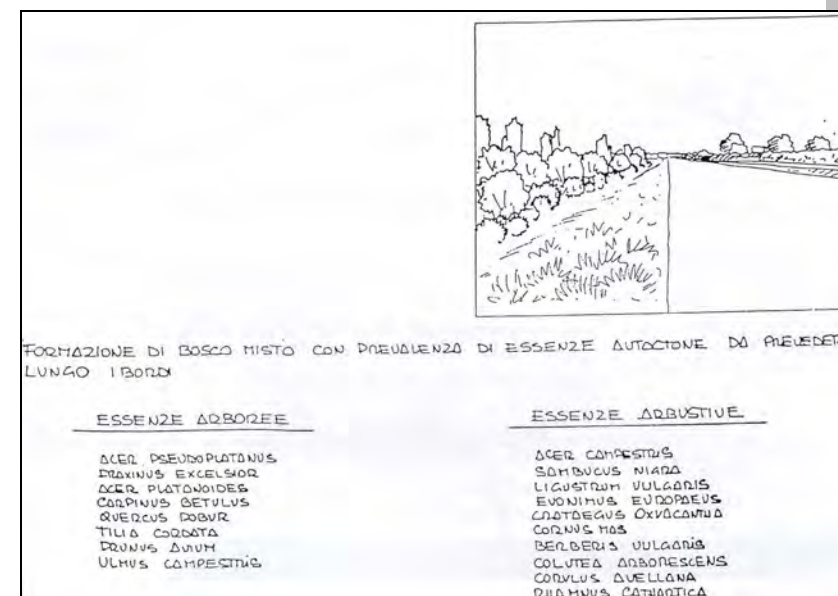 FORMAZIONE DI BOSCO MISTO CON PREVALENZA DI ESSENZE AUTOCTONE DA PREVEDER
LUNGO I BORDI
ESSENZE ARBOREE
ACER PSEUDOPLATANUS
FRAXINUS EXCELSIOR
ACER PLATANOIDES
CARPINUS BETULUS
QUERCUS ROBUR
TILIA CORDATA
PRUNUS AVIUM
ULMUS CAMPESTRIS
ESSENZE ARBUSTIVE
ACER CAMPESTRIS
SAMBUCUS NIGRA
LIGUSTRUM VULGARIS
EVONIMUS EUROPAEUS
CRATAEGUS OXYACANTHA
CORNUS MAS
BERBERIS VULGARIS
COLUTEA ARBORESCENS
CORYLUS AVELLANA
RHAMNUS CATHARTICA